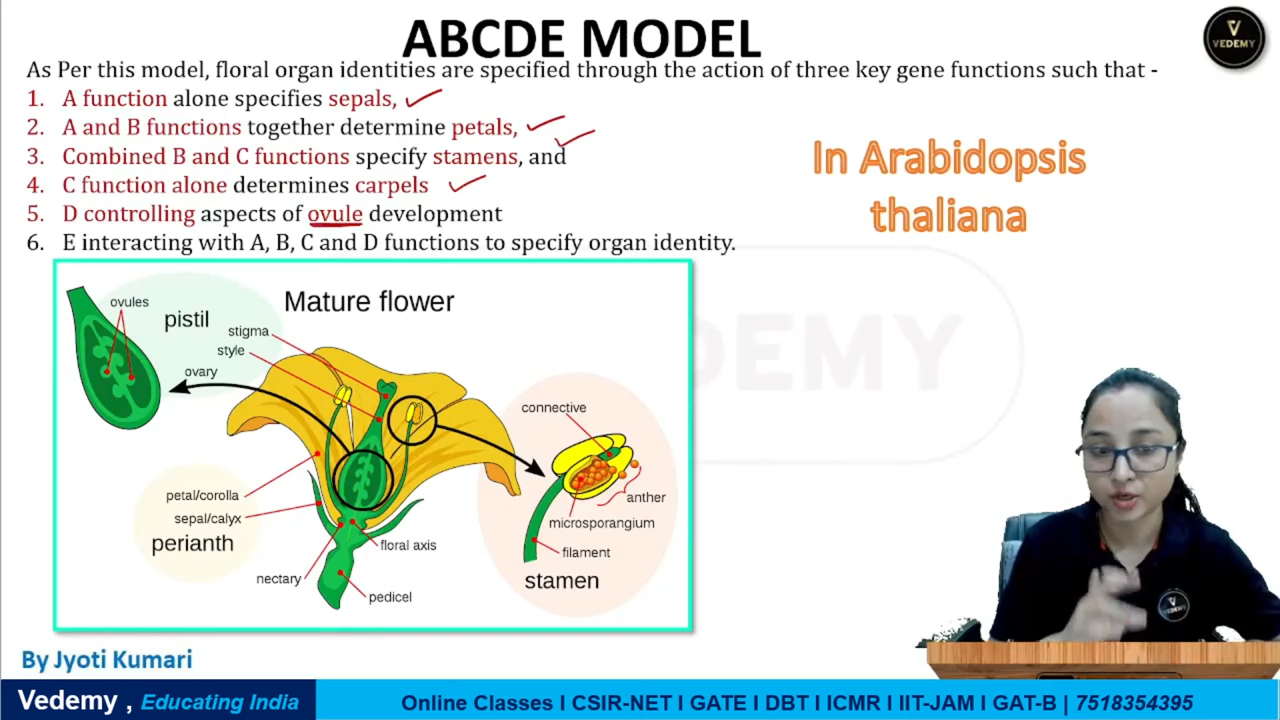 ABCDE MODEL
VEDEMY
As Per this model, floral organ identities are specified through the action of three key gene functions such that -
1. A function alone specifies sepals,
2. A and B functions together determine petals,
3. Combined B and C functions specify stamens, and
4. C function alone determines carpels
5. D controlling aspects of ovule development
6. E interacting with A, B, C and D functions to specify organ identity.
In Arabidopsis
thaliana
Mature flower
ovules
pistil
stigma
style
ovary
connective
petal/corolla
sepal/calyx
perianth
anther
microsporangium
floral axis
filament
nectary
stamen
pedicel
DEMY
VEDEMY
By Jyoti Kumari
Vedemy , Educating India
Online Classes I CSIR-NET I GATE I DBT I ICMR I IIT-JAM I GAT-B | 7518354395